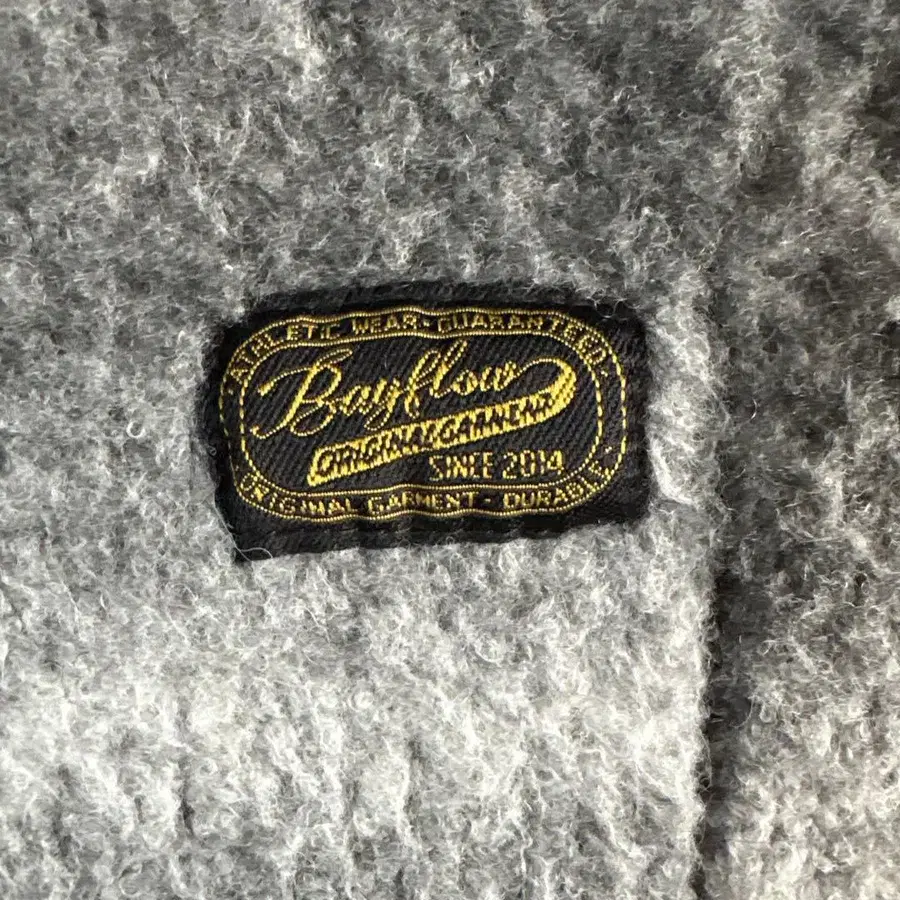 ATHLETIC WEAR - GUARANTEED
Bayflow
ORIGINAL GARMENT
SINCE 2014
ORIGINAL GARMENT - DURABLE